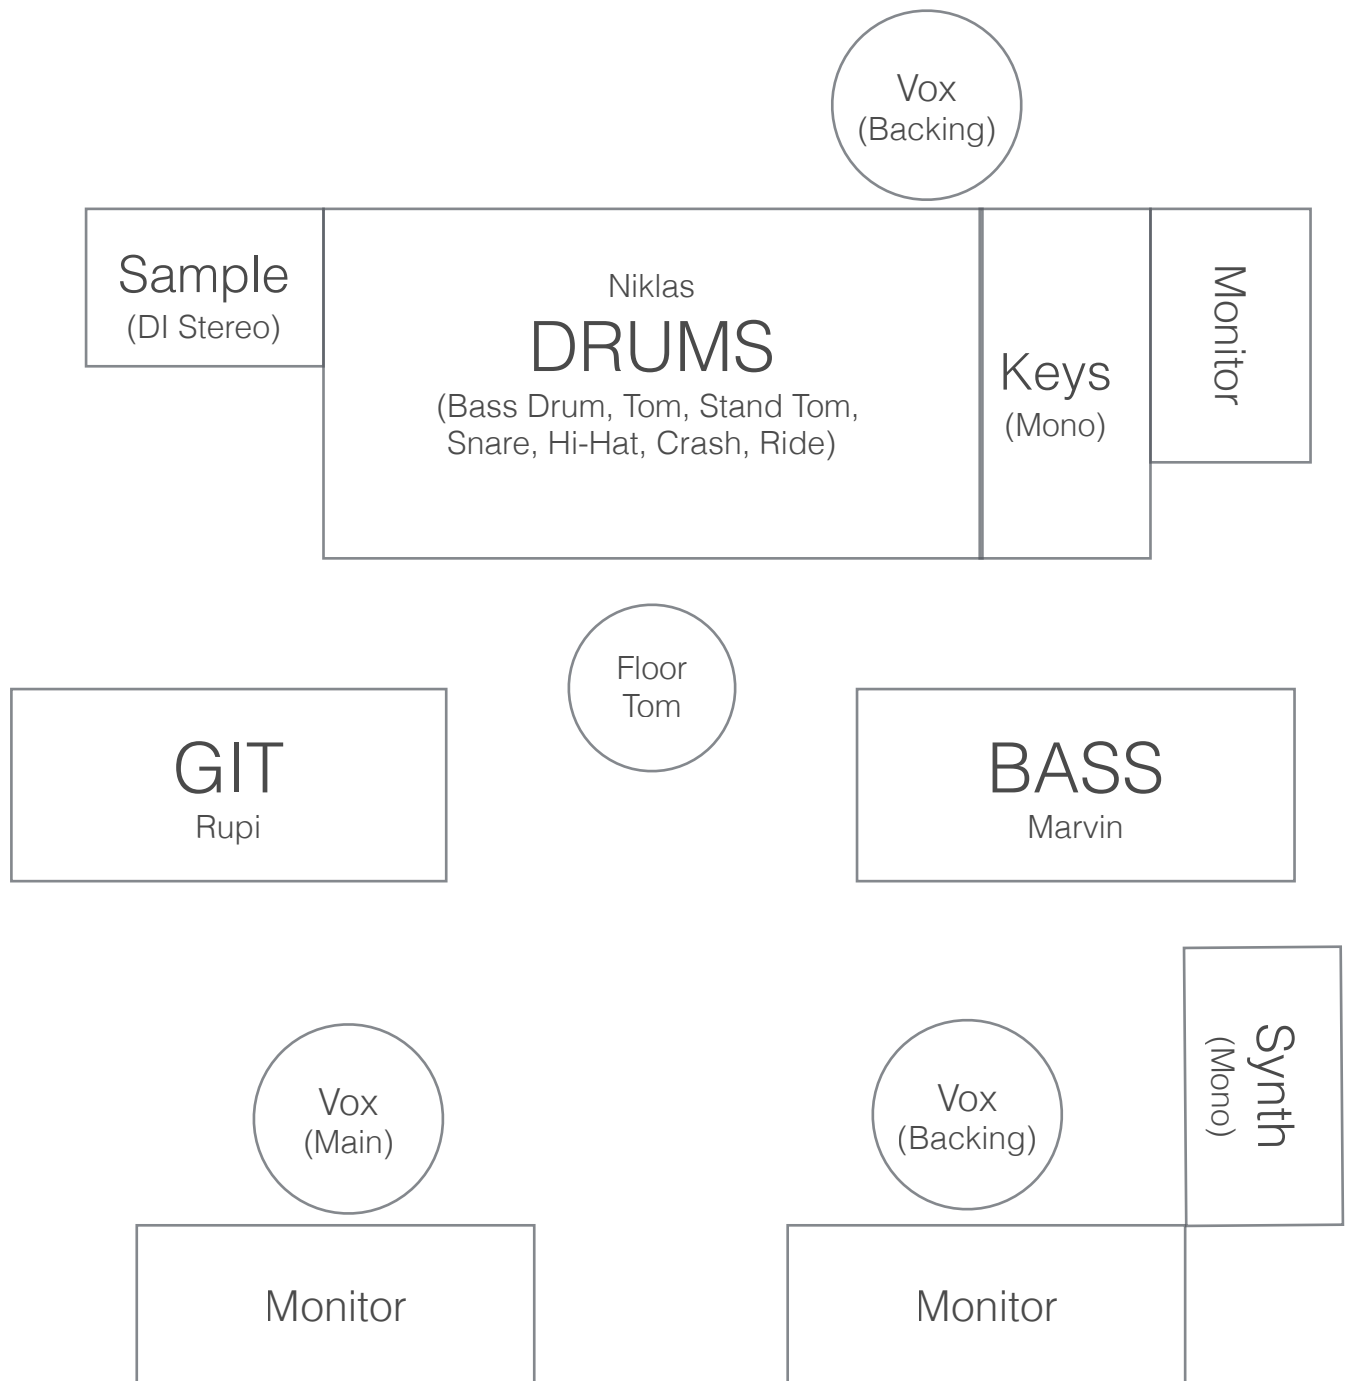 Vox
(Backing)
Sample
(DI Stereo)
Niklas
DRUMS
(Bass Drum, Tom, Stand Tom,
Snare, Hi-Hat, Crash, Ride)
Keys
(Mono)
Monitor
Floor
Tom
GIT
Rupi
BASS
Marvin
Vox
(Main)
Vox
(Backing)
Synth
(Mono)
Monitor
Monitor